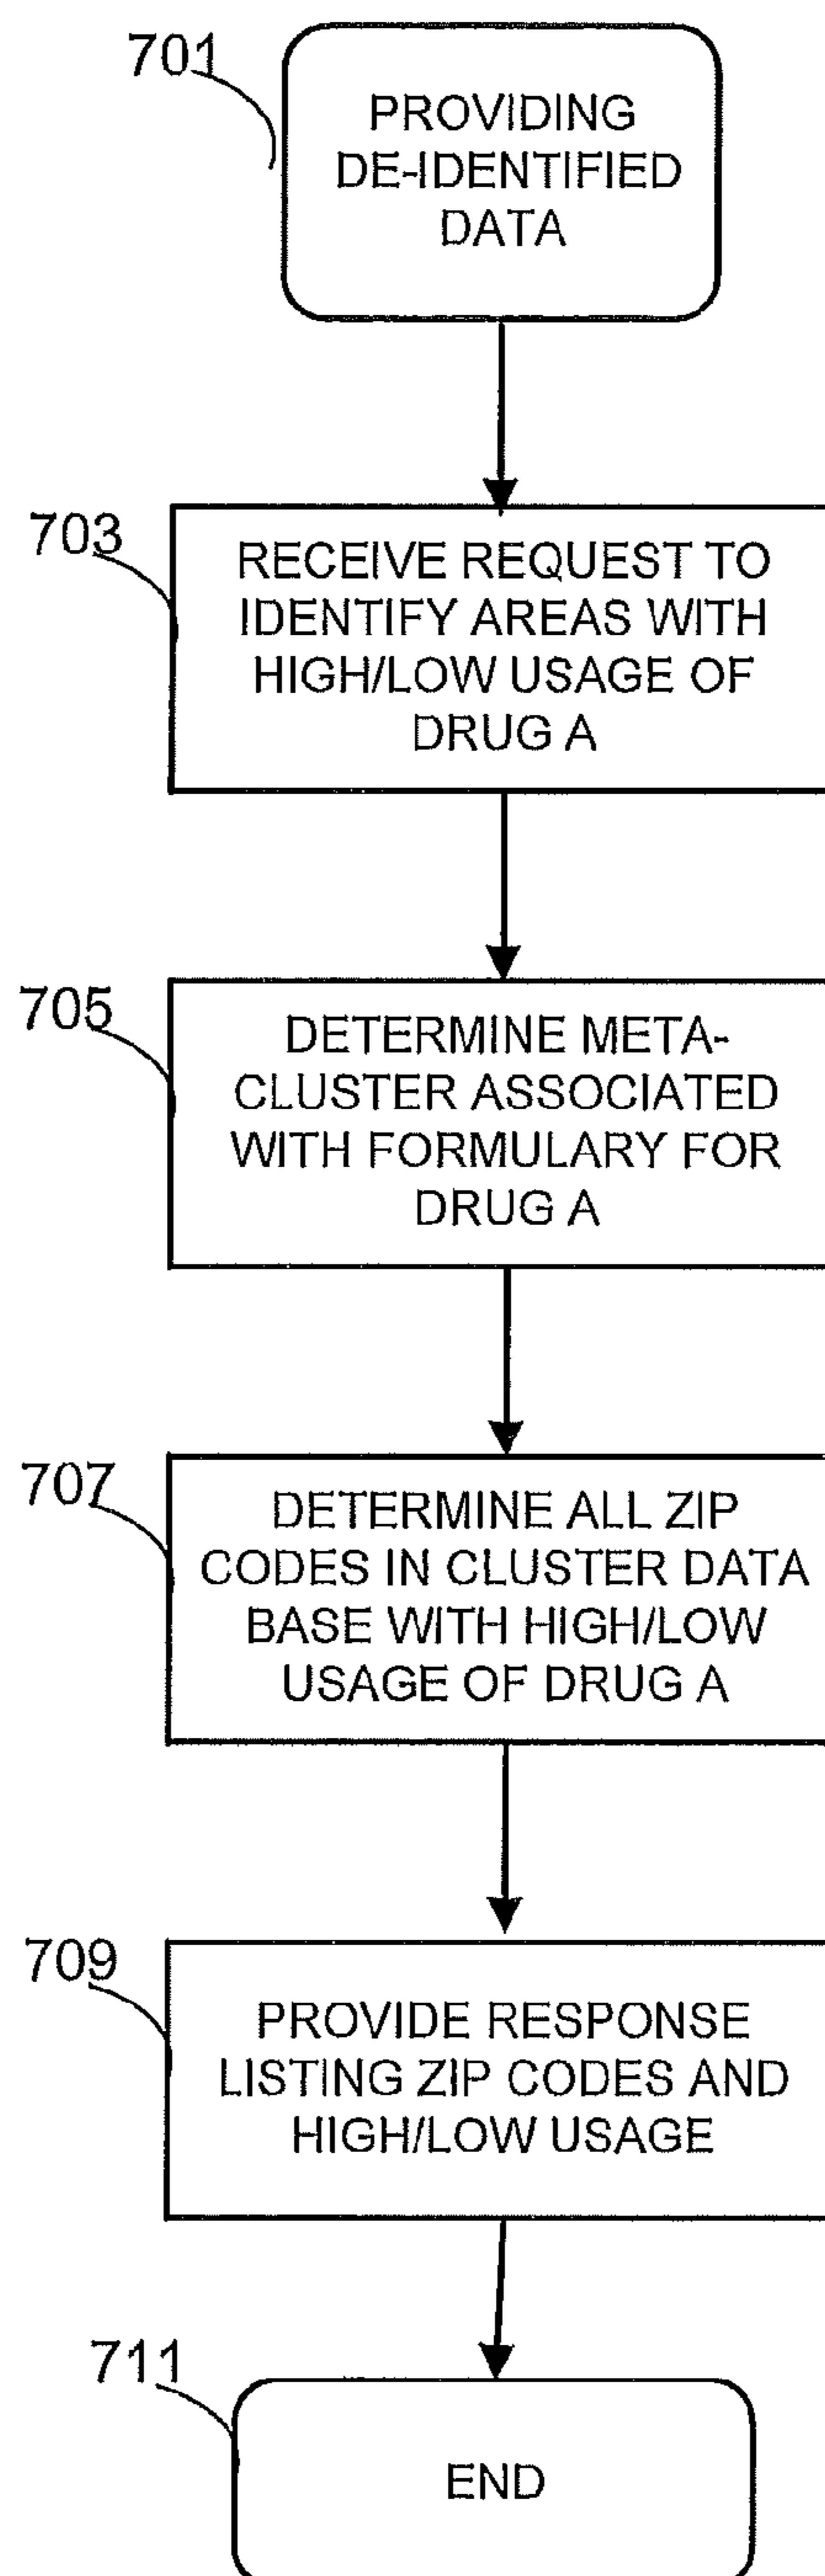 701
PROVIDING
DE-IDENTIFIED
DATA
703
RECEIVE REQUEST TO
IDENTIFY AREAS WITH
HIGH/LOW USAGE OF
DRUG A
705
DETERMINE META-
CLUSTER ASSOCIATED
WITH FORMULARY FOR
DRUG A
707
DETERMINE ALL ZIP
CODES IN CLUSTER DATA
BASE WITH HIGH/LOW
USAGE OF DRUG A
709
PROVIDE RESPONSE
LISTING ZIP CODES AND
HIGH/LOW USAGE
711
END